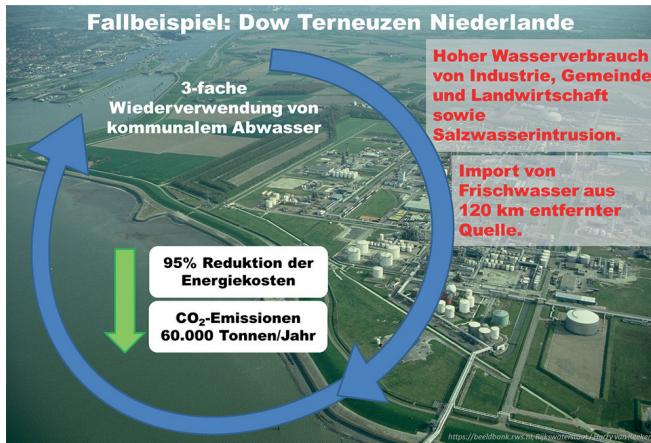 Fallbeispiel: Dow Terneuzen Niederlande
3-fache
Wiederverwendung von
kommunalem Abwasser
Hoher Wasserverbrauch
von Industrie, Gemeinde
und Landwirtschaft
sowie
Salzwasserintrusion.
Import von
Frischwasser aus
120 km entfernter
Quelle.
95% Reduktion der
Energiekosten
CO₂-Emissionen
60.000 Tonnen/Jahr
https://beeldbank.rws.nl, Rijkswaterstaat / Harry van